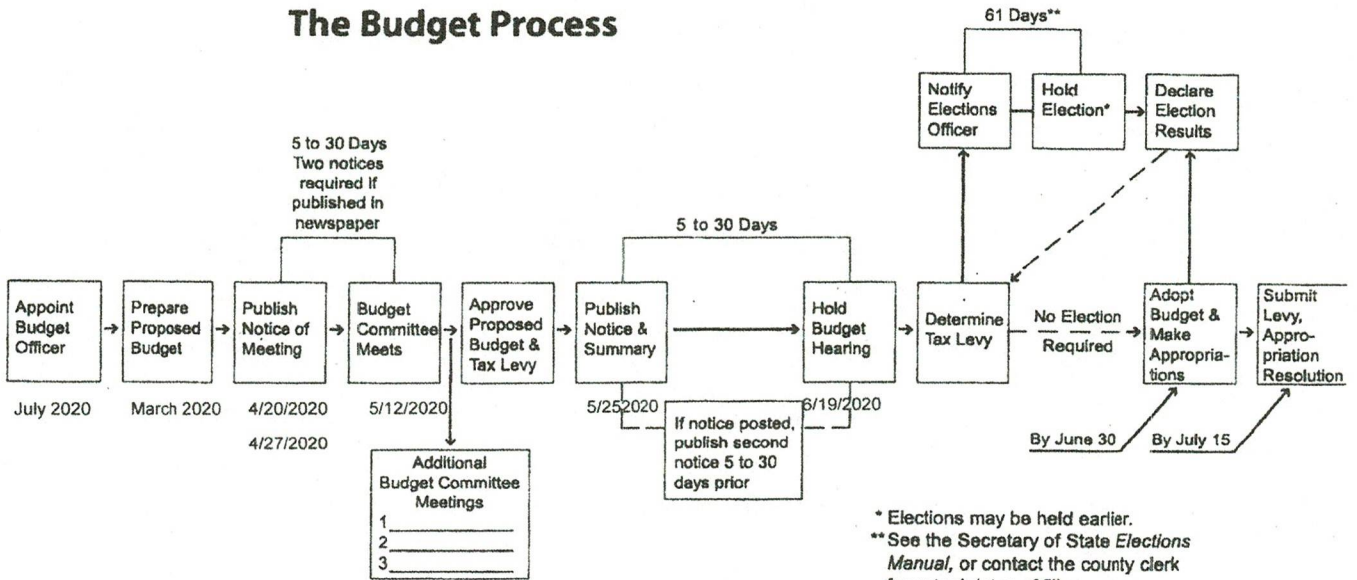 The Budget Process
61 Days**
Notify
Elections
Officer
Hold
Election*
Declare
Election
Results
5 to 30 Days
Two notices
required if
published in
newspaper
5 to 30 Days
Appoint
Budget
Officer
Prepare
Proposed
Budget
Publish
Notice of
Meeting
Budget
Committee
Meets
Approve
Proposed
Budget &
Tax Levy
Publish
Notice &
Summary
Hold
Budget
Hearing
Determine
Tax Levy
No Election
Required
Adopt
Budget &
Make
Appropria-
tions
Submit
Levy,
Appro-
priation
Resolution
July 2020
March 2020
4/20/2020
4/27/2020
5/12/2020
5/252020
6/19/2020
If notice posted,
publish second
notice 5 to 30
days prior
By June 30
By July 15
Additional
Budget Committee
Meetings
1
2
3
* Elections may be held earlier.
** See the Secretary of State Elections
Manual, or contact the county clerk